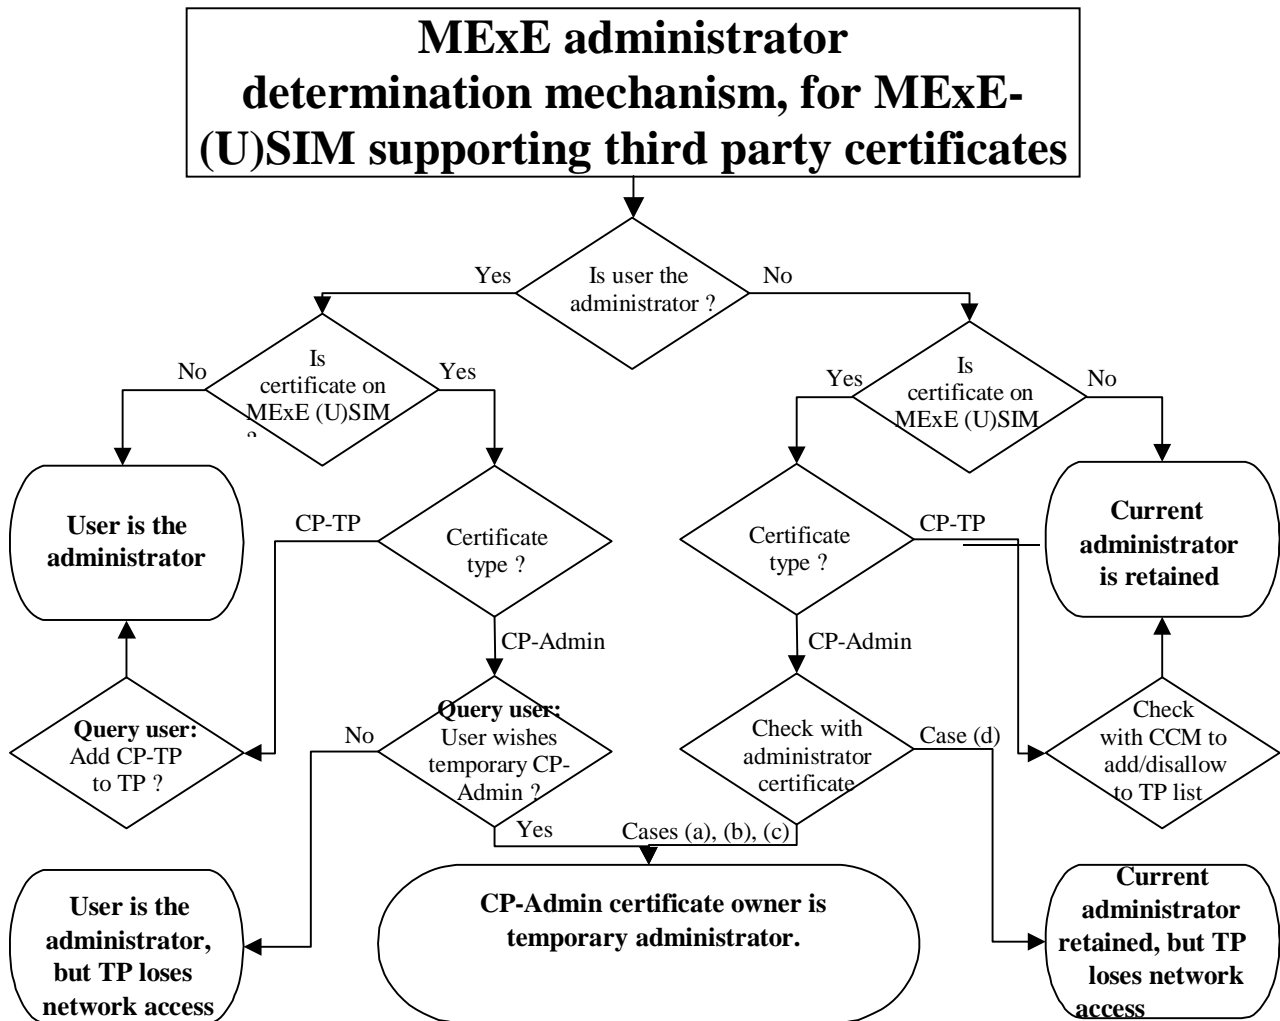 MExE administrator
determination mechanism, for MExE-
(U)SIM supporting third party certificates
Is user the
administrator ?
Yes
No
Is
certificate on
MExE (U)SIM
?
No
Yes
Is
certificate on
MExE (U)SIM
Yes
No
User is the
administrator
CP-TP
Certificate
type ?
CP-Admin
Certificate
type ?
CP-TP
CP-Admin
Current
administrator
is retained
Query user:
Add CP-TP
to TP ?
No
Query user:
User wishes
temporary CP-
Admin ?
Yes
Check with
administrator
certificate
Case (d)
Cases (a), (b), (c)
Check
with CCM to
add/disallow
to TP list
User is the
administrator,
but TP loses
network access
CP-Admin certificate owner is
temporary administrator.
Current
administrator
retained, but TP
loses network
access